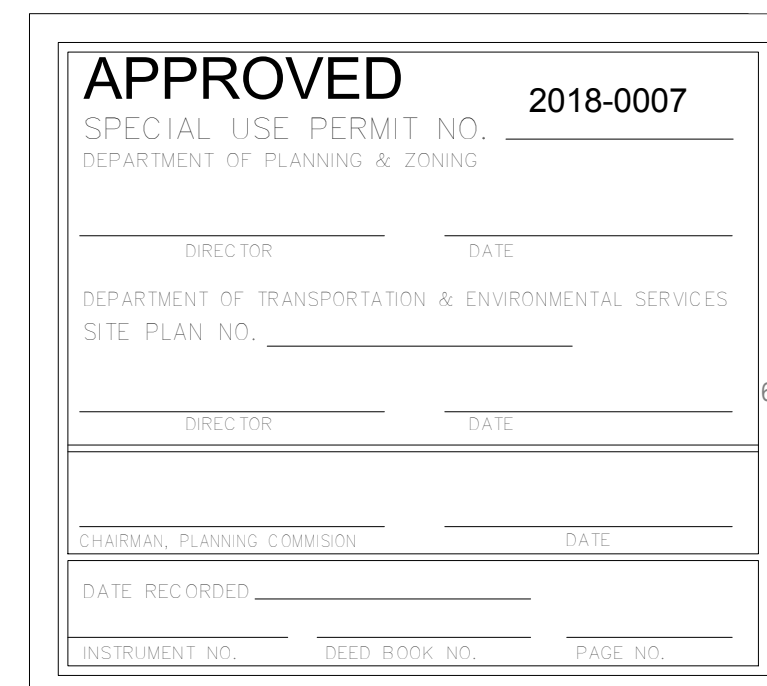 APPROVED
SPECIAL USE PERMIT NO. 2018-0007
DEPARTMENT OF PLANNING & ZONING
DIRECTOR DATE
DEPARTMENT OF TRANSPORTATION & ENVIRONMENTAL SERVICES
SITE PLAN NO.
DIRECTOR DATE
CHAIRMAN, PLANNING COMMISION DATE
DATE RECORDED
INSTRUMENT NO. DEED BOOK NO. PAGE NO.